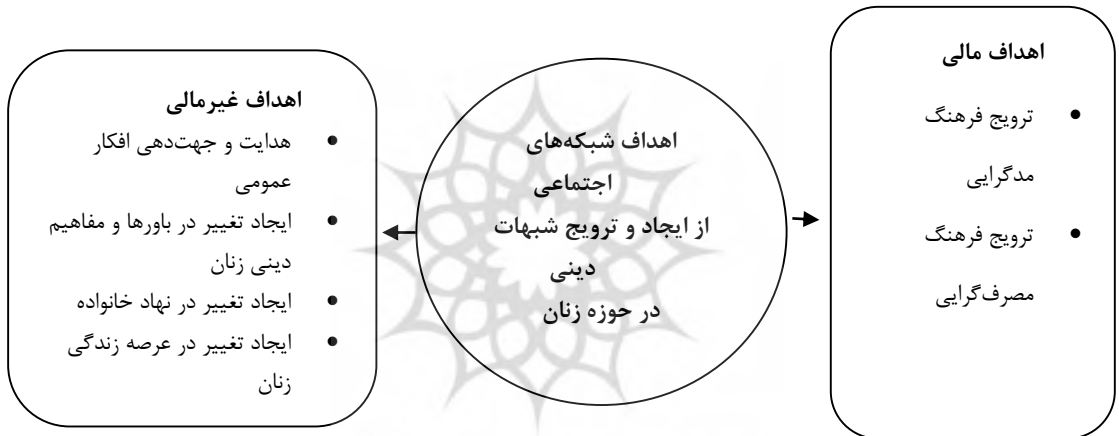 اهداف مالی
• ترویج فرهنگ
مدگرایی
• ترویج فرهنگ
مصرف‌گرایی
اهداف شبکه‌های
اجتماعی
از ایجاد و ترویج شبهات
دینی
در حوزه زنان
اهداف غیرمالی
• هدایت و جهت‌دهی افکار
عمومی
• ایجاد تغییر در باورها و مفاهیم
دینی زنان
• ایجاد تغییر در نهاد خانواده
• ایجاد تغییر در عرصه زندگی
زنان